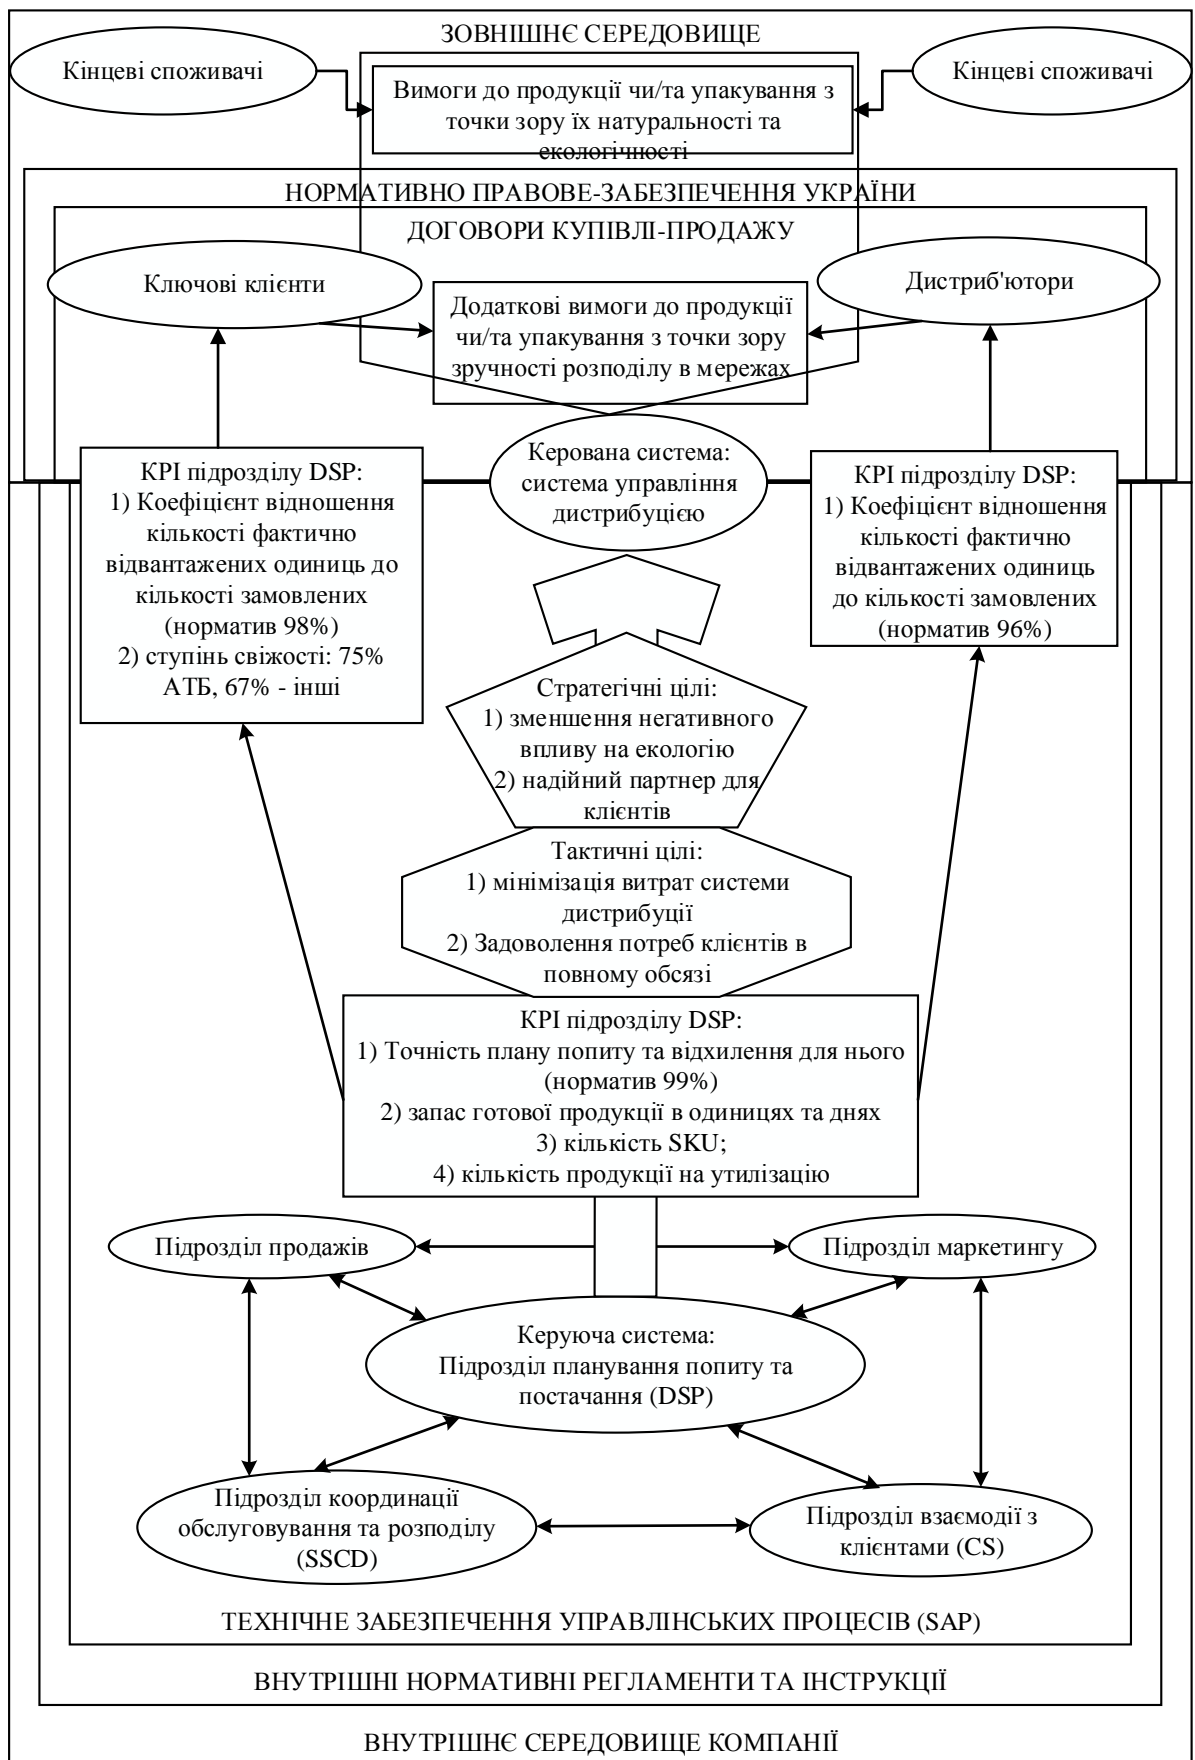 ЗОВНІШНЄ СЕРЕДОВИЩЕ
Кінцеві споживачі
Кінцеві споживачі
Вимоги до продукції чи/та упакування з
точки зору їх натуральності та
екологічності
НОРМАТИВНО ПРАВОВЕ-ЗАБЕЗПЕЧЕННЯ УКРАЇНИ
ДОГОВОРИ КУПІВЛІ-ПРОДАЖУ
Ключові клієнти
Дистриб'ютори
Додаткові вимоги до продукції
чи/та упакування з точки зору
зручності розподілу в мережах
Керована система:
система управління
дистрибуцією
КРІ підрозділу DSP:
1) Коефіцієнт відношення
кількості фактично
відвантажених одиниць до
кількості замовлених
(норматив 98%)
2) ступінь свіжості: 75%
АТБ, 67% - інші
КРІ підрозділу DSP:
1) Коефіцієнт відношення
кількості фактично
відвантажених одиниць
до кількості замовлених
(норматив 96%)
Стратегічні цілі:
1) зменшення негативного
впливу на екологію
2) надійний партнер для
клієнтів
Тактичні цілі:
1) мінімізація витрат системи
дистрибуції
2) Задоволення потреб клієнтів в
повному обсязі
КРІ підрозділу DSP:
1) Точність плану попиту та відхилення для нього
(норматив 99%)
2) запас готової продукції в одиницях та днях
3) кількість SKU;
4) кількість продукції на утилізацію
Підрозділ продажів
Підрозділ маркетингу
Керуюча система:
Підрозділ планування попиту та
постачання (DSP)
Підрозділ координації
обслуговування та розподілу
(SSCD)
Підрозділ взаємодії з
клієнтами (CS)
ТЕХНІЧНЕ ЗАБЕЗПЕЧЕННЯ УПРАВЛІНСЬКИХ ПРОЦЕСІВ (SAP)
ВНУТРІШНІ НОРМАТИВНІ РЕГЛАМЕНТИ ТА ІНСТРУКЦІЇ
ВНУТРІШНЄ СЕРЕДОВИЩЕ КОМПАНІЇ